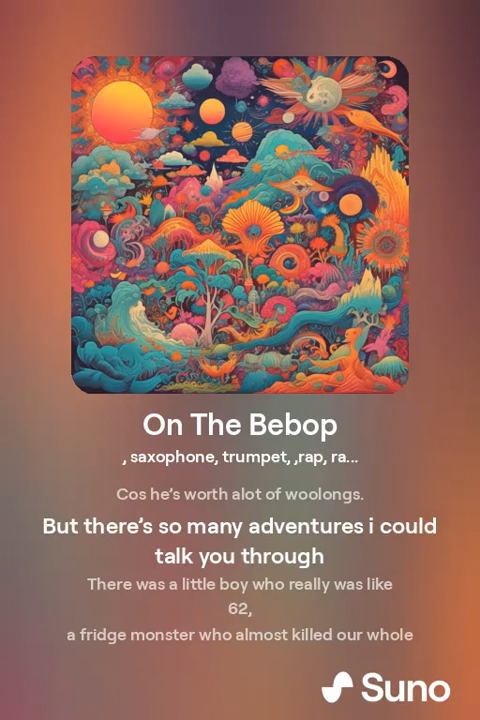 On The Bebop
, saxophone, trumpet, ,rap, ra...
Cos he's worth alot of woolongs.
But there's so many adventures i could
talk you through
There was a little boy who really was like
62,
a fridge monster who almost killed our whole
Suno